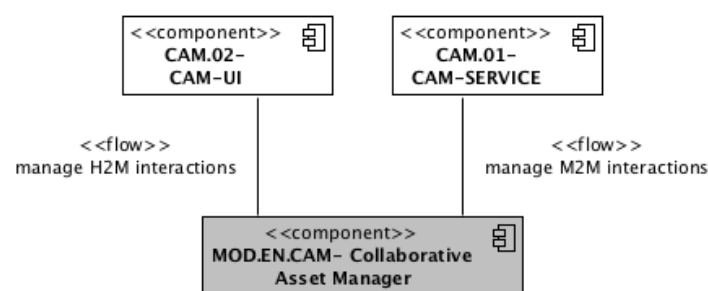 <<component>>
CAM.02-
CAM-UI
<<component>>
CAM.01-
CAM-SERVICE
<<flow>>
manage H2M interactions
<<flow>>
manage M2M interactions
<<component>>
MOD.EN.CAM- Collaborative
Asset Manager